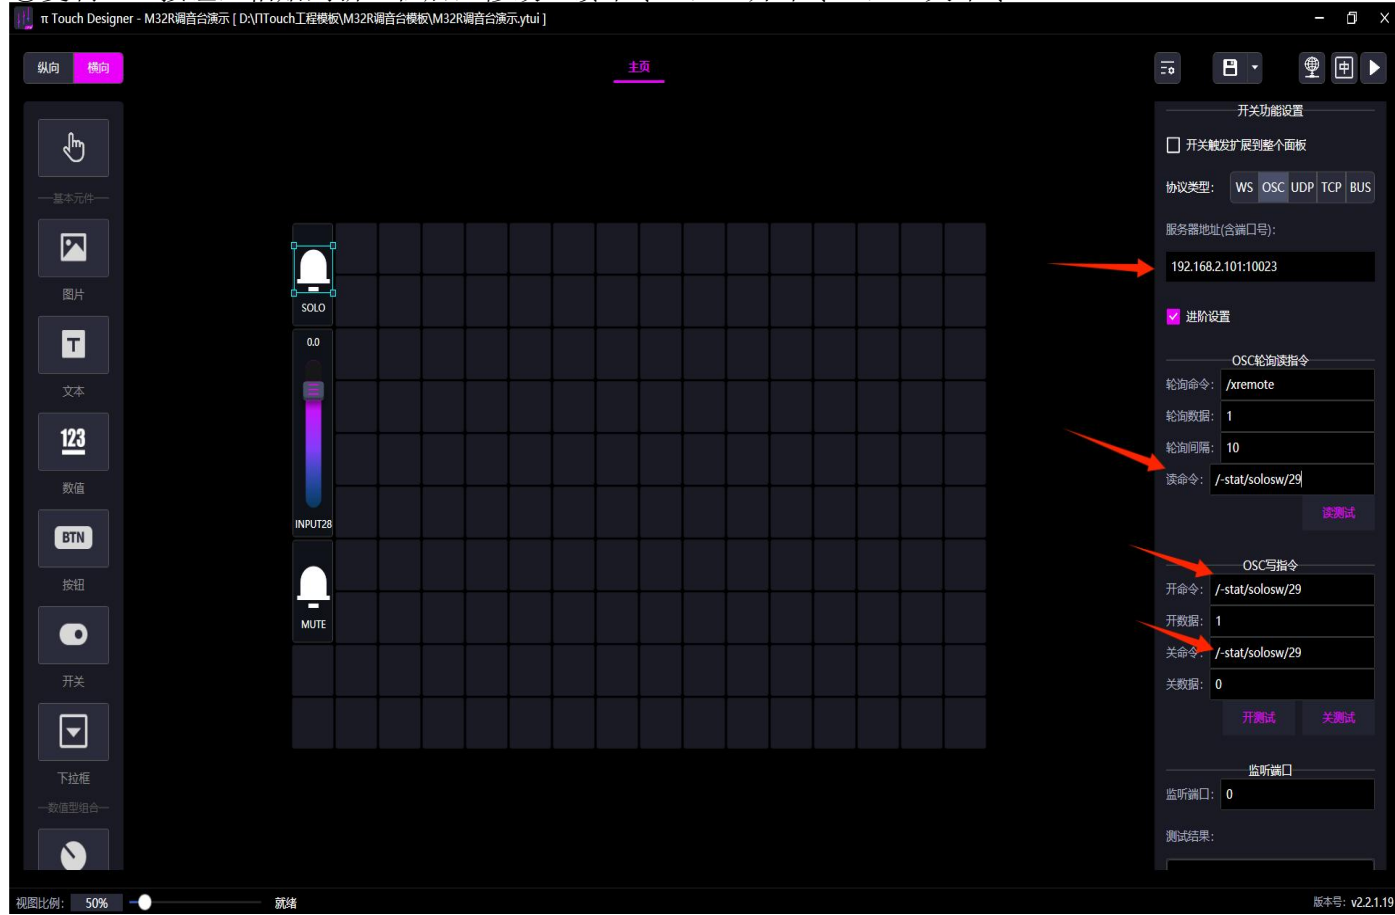 π Touch Designer - M32R调音台演示 [ D:\ΠTouch工程模板\M32R调音台模板\M32R调音台演示.ytui ]
纵向 横向
主页
中
基本元件
图片
T
文本
123
数值
BTN
按钮
开关
下拉框
数值型组合
SOLO
0.0
INPUT28
MUTE
开关功能设置
开关触发扩展到整个面板
协议类型: WS OSC UDP TCP BUS
服务器地址(含端口号):
192.168.2.101:10023
进阶设置
OSC轮询读指令
轮询命令: /xremote
轮询数据: 1
轮询间隔: 10
读命令: /-stat/solosw/29
读测试
OSC写指令
开命令: /-stat/solosw/29
开数据: 1
关命令: /-stat/solosw/29
关数据: 0
开测试 关测试
监听端口
监听端口: 0
测试结果:
视图比例: 50% 就绪
版本号: v2.2.1.19